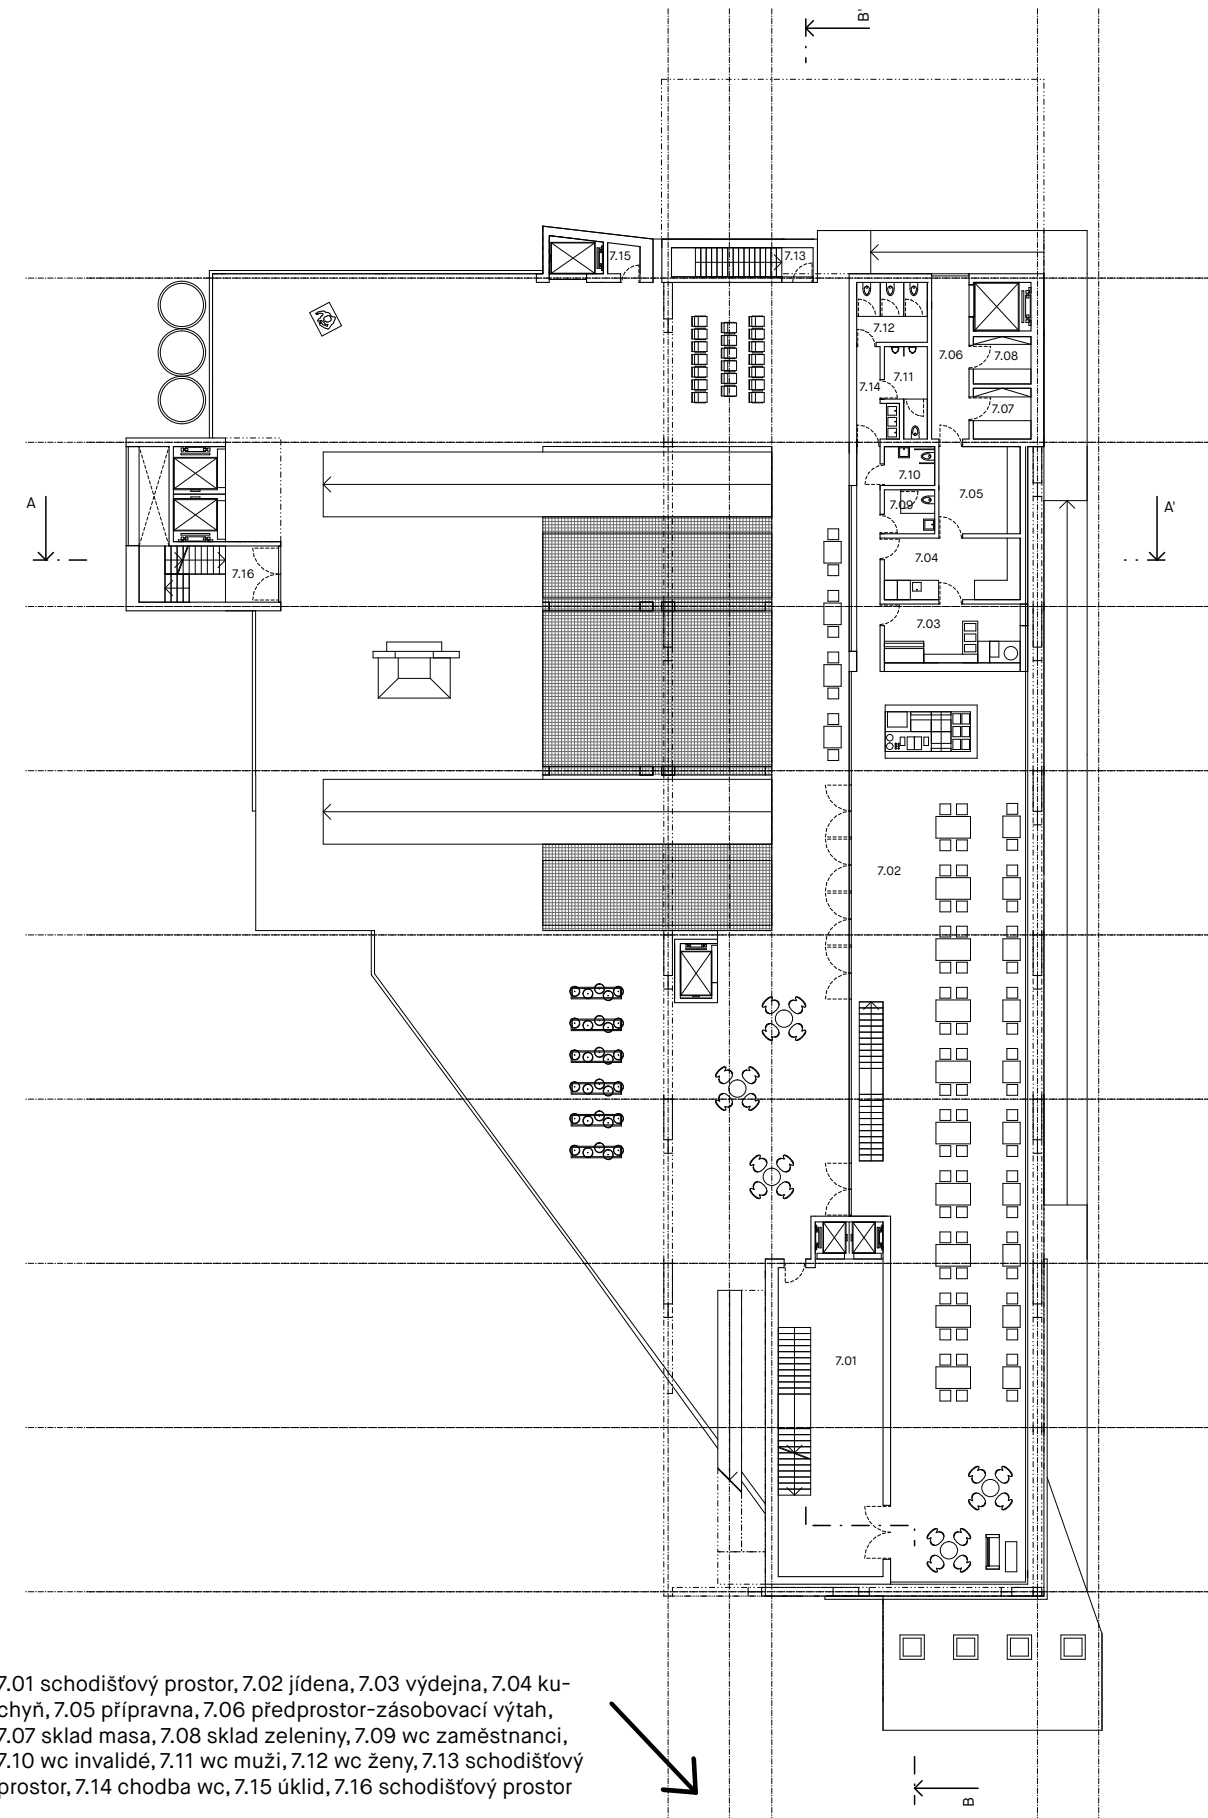 B'
7.15
7.13
7.12
7.06
7.08
7.11
7.14
7.07
7.10
7.05
7.09
A
A'
7.04
7.16
7.03
7.02
7.01
7.01 schodišťový prostor, 7.02 jídena, 7.03 výdejna, 7.04 ku-
chyň, 7.05 přípravna, 7.06 předprostor-zásobovací výtah,
7.07 sklad masa, 7.08 sklad zeleniny, 7.09 wc zaměstnanci,
7.10 wc invalidé, 7.11 wc muži, 7.12 wc ženy, 7.13 schodišťový
prostor, 7.14 chodba wc, 7.15 úklid, 7.16 schodišťový prostor
B